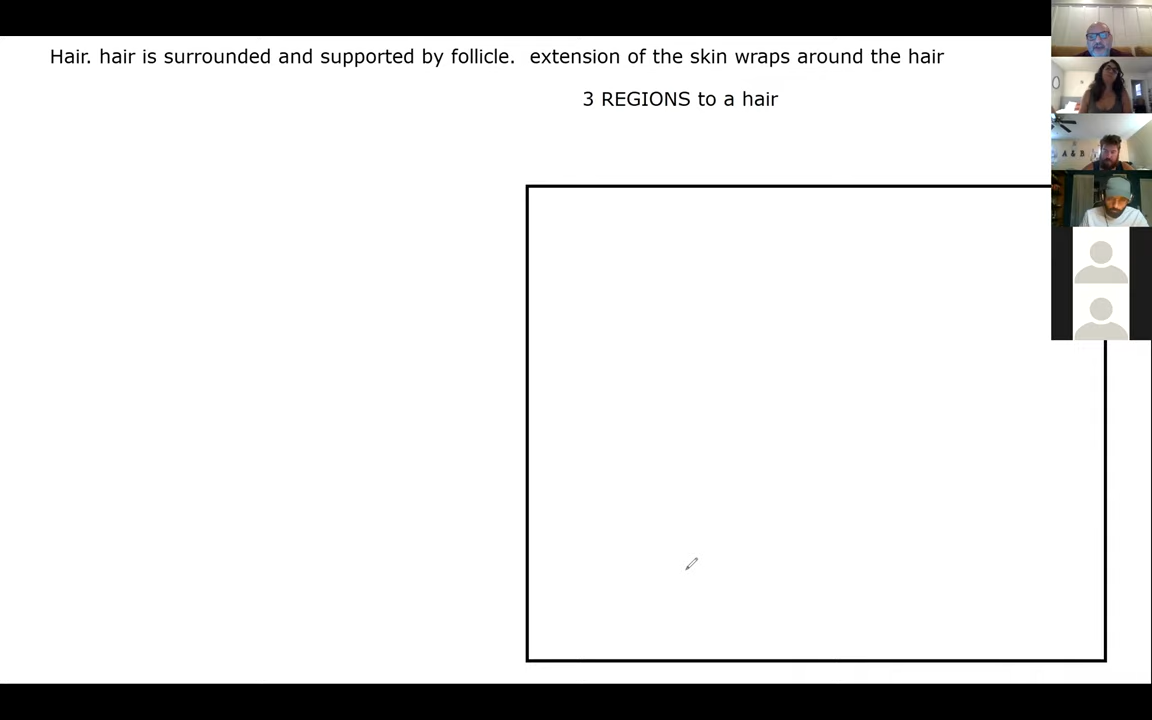 Hair. hair is surrounded and supported by follicle.  extension of the skin wraps around the hair
3 REGIONS to a hair
A & B